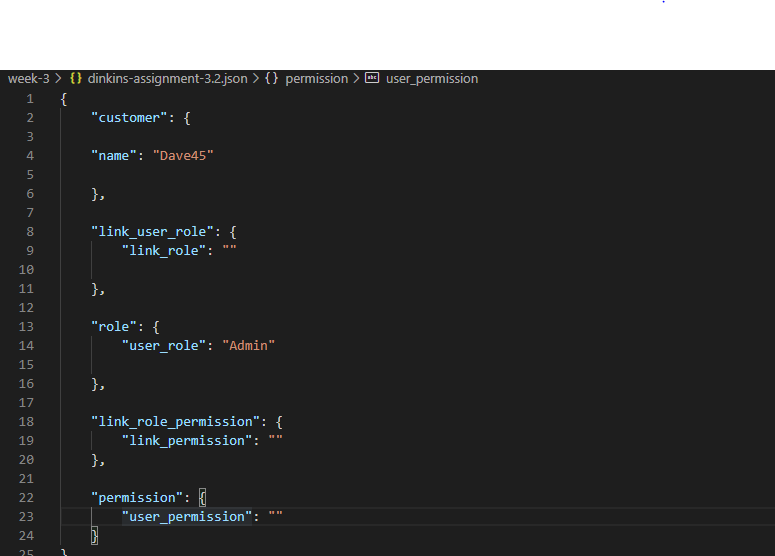 week-3 > {} dinkins-assignment-3.2.json > {} permission > abc user_permission
1 {
2 "customer": {
3
4 "name": "Dave45"
5
6 },
7
8 "link_user_role": {
9 "link_role": ""
10
11 },
12
13 "role": {
14 "user_role": "Admin"
15
16 },
17
18 "link_role_permission": {
19 "link_permission": ""
20 },
21
22 "permission": {
23 "user_permission": ""
24 }
25 }